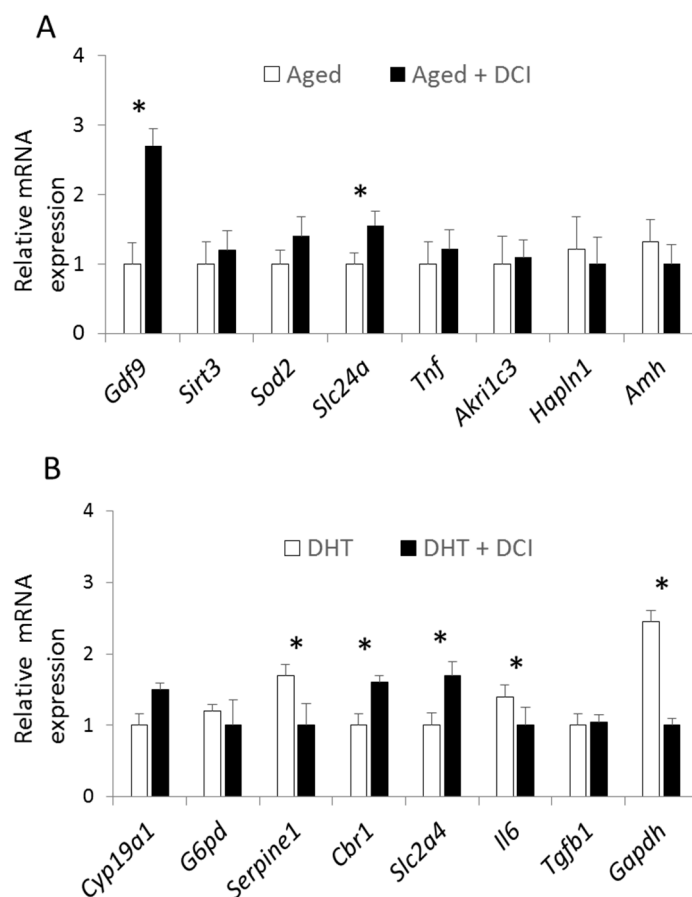 A
4
Aged Aged + DCI
*
3
*
2
1
0
Relative mRNA
expression
Gdf9 Sirt3 Sod2 Slc24a Tnf Akri1c3 Hapln1 Amh
B
4
DHT DHT + DCI
3
*
* * * *
2
1
0
Relative mRNA
expression
Cyp19a1 G6pd Serpine1 Cbr1 Slc2a4 Il6 Tgfb1 Gapdh